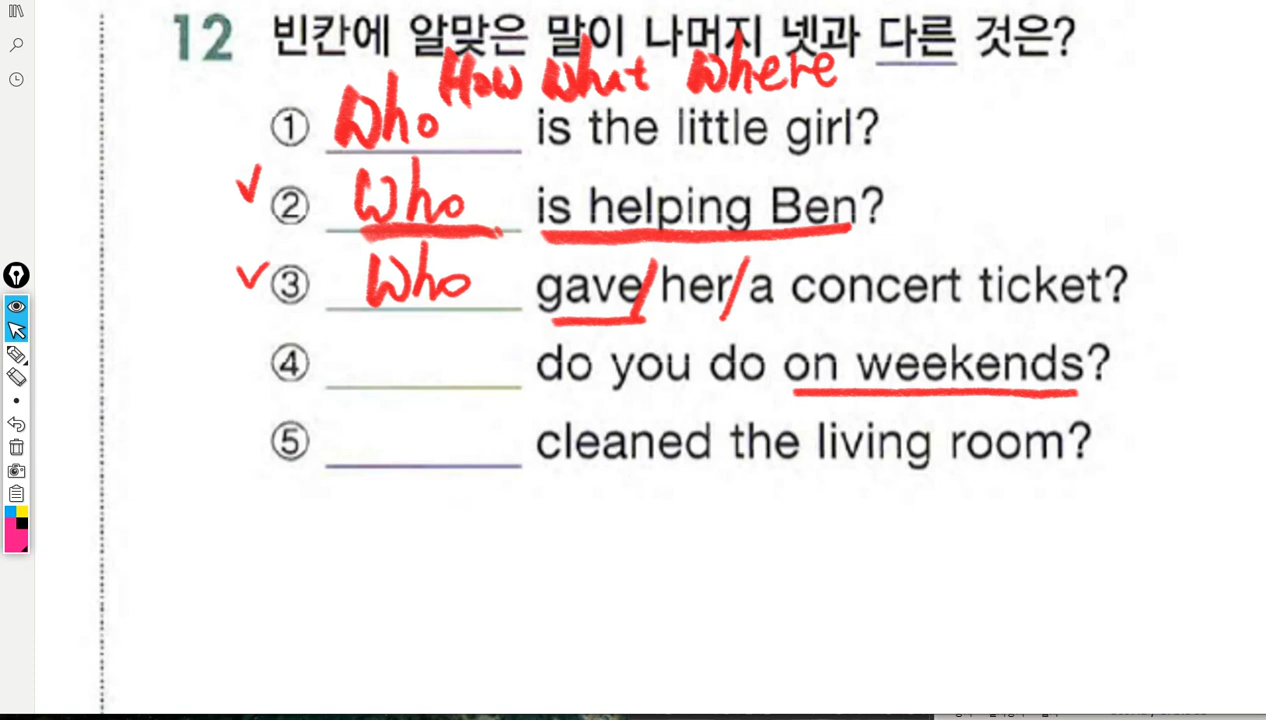 12 빈칸에 알맞은 말이 나머지 넷과 다른 것은?
How What Where
① Who is the little girl?
✓ ② Who is helping Ben?
✓ ③ Who gave/her/a concert ticket?
④ ________ do you do on weekends?
⑤ ________ cleaned the living room?